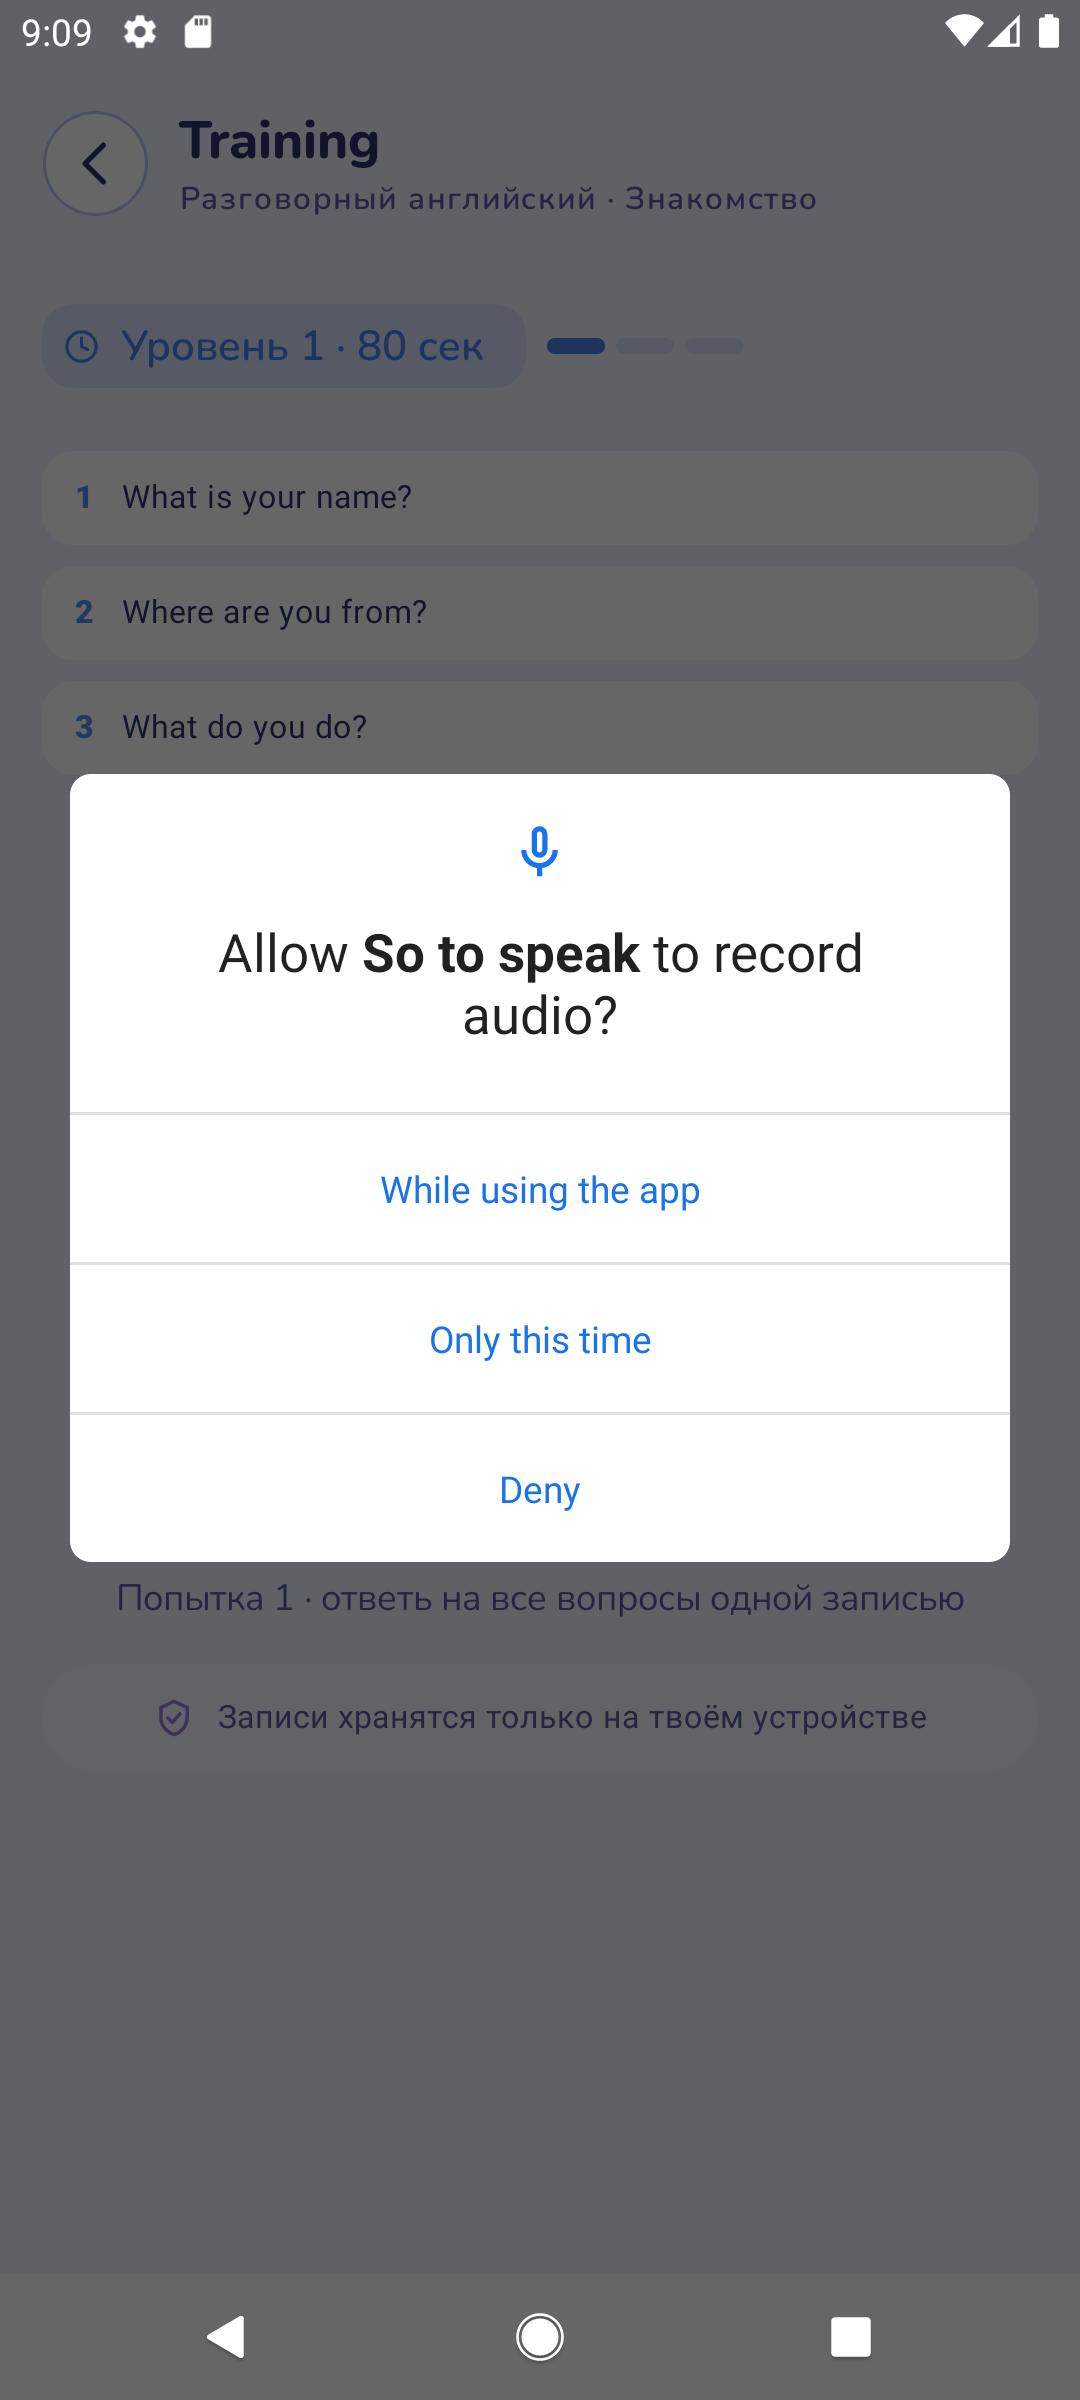 9:09
Training
Разговорный английский · Знакомство
Уровень 1 · 80 сек
1 What is your name?
2 Where are you from?
3 What do you do?
Allow So to speak to record
audio?
While using the app
Only this time
Deny
Попытка 1 · ответь на все вопросы одной записью
Записи хранятся только на твоём устройстве